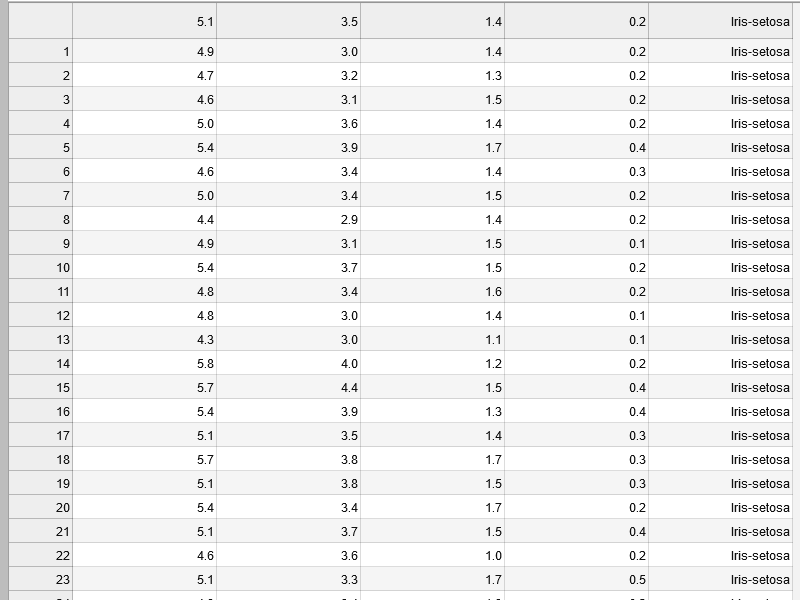 5.1 3.5 1.4 0.2 Iris-setosa
1 4.9 3.0 1.4 0.2 Iris-setosa
2 4.7 3.2 1.3 0.2 Iris-setosa
3 4.6 3.1 1.5 0.2 Iris-setosa
4 5.0 3.6 1.4 0.2 Iris-setosa
5 5.4 3.9 1.7 0.4 Iris-setosa
6 4.6 3.4 1.4 0.3 Iris-setosa
7 5.0 3.4 1.5 0.2 Iris-setosa
8 4.4 2.9 1.4 0.2 Iris-setosa
9 4.9 3.1 1.5 0.1 Iris-setosa
10 5.4 3.7 1.5 0.2 Iris-setosa
11 4.8 3.4 1.6 0.2 Iris-setosa
12 4.8 3.0 1.4 0.1 Iris-setosa
13 4.3 3.0 1.1 0.1 Iris-setosa
14 5.8 4.0 1.2 0.2 Iris-setosa
15 5.7 4.4 1.5 0.4 Iris-setosa
16 5.4 3.9 1.3 0.4 Iris-setosa
17 5.1 3.5 1.4 0.3 Iris-setosa
18 5.7 3.8 1.7 0.3 Iris-setosa
19 5.1 3.8 1.5 0.3 Iris-setosa
20 5.4 3.4 1.7 0.2 Iris-setosa
21 5.1 3.7 1.5 0.4 Iris-setosa
22 4.6 3.6 1.0 0.2 Iris-setosa
23 5.1 3.3 1.7 0.5 Iris-setosa